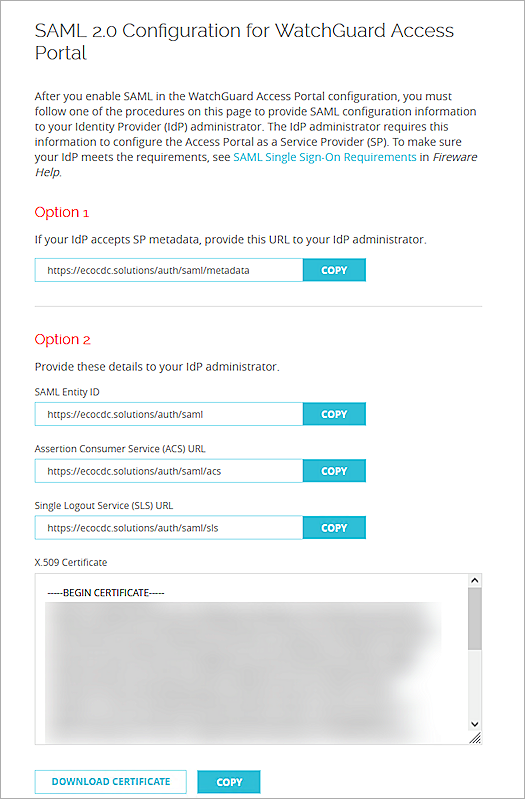 SAML 2.0 Configuration for WatchGuard Access
Portal
After you enable SAML in the WatchGuard Access Portal configuration, you must
follow one of the procedures on this page to provide SAML configuration information
to your Identity Provider (IdP) administrator. The IdP administrator requires this
information to configure the Access Portal as a Service Provider (SP). To make sure
your IdP meets the requirements, see SAML Single Sign-On Requirements in Fireware
Help.
Option 1
If your IdP accepts SP metadata, provide this URL to your IdP administrator.
https://ecocdc.solutions/auth/saml/metadata COPY
Option 2
Provide these details to your IdP administrator.
SAML Entity ID
https://ecocdc.solutions/auth/saml COPY
Assertion Consumer Service (ACS) URL
https://ecocdc.solutions/auth/saml/acs COPY
Single Logout Service (SLS) URL
https://ecocdc.solutions/auth/saml/sls COPY
X.509 Certificate
-----BEGIN CERTIFICATE-----
DOWNLOAD CERTIFICATE COPY